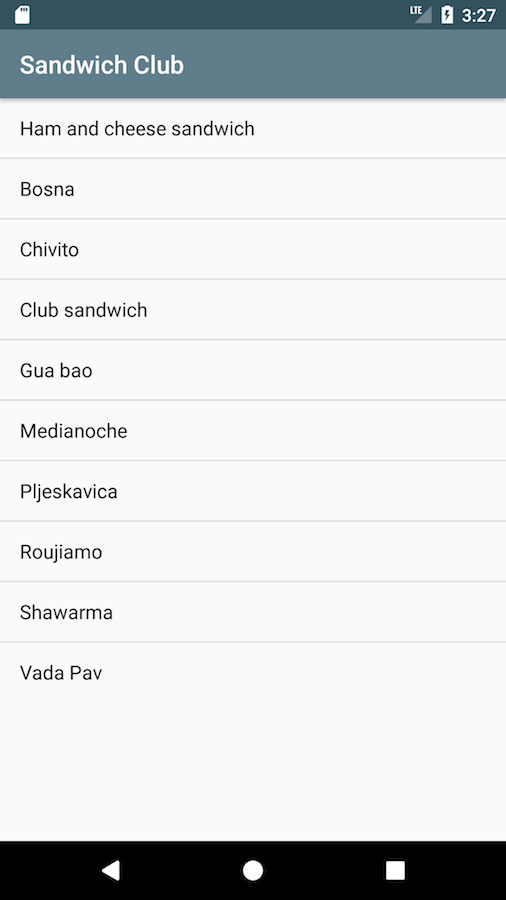 LTE 3:27
Sandwich Club
Ham and cheese sandwich
Bosna
Chivito
Club sandwich
Gua bao
Medianoche
Pljeskavica
Roujiamo
Shawarma
Vada Pav